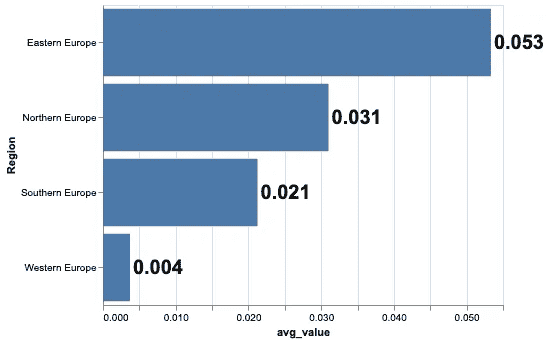 Eastern Europe 0.053
Northern Europe 0.031
Southern Europe 0.021
Western Europe 0.004
Region
0.000 0.010 0.020 0.030 0.040 0.050
avg_value